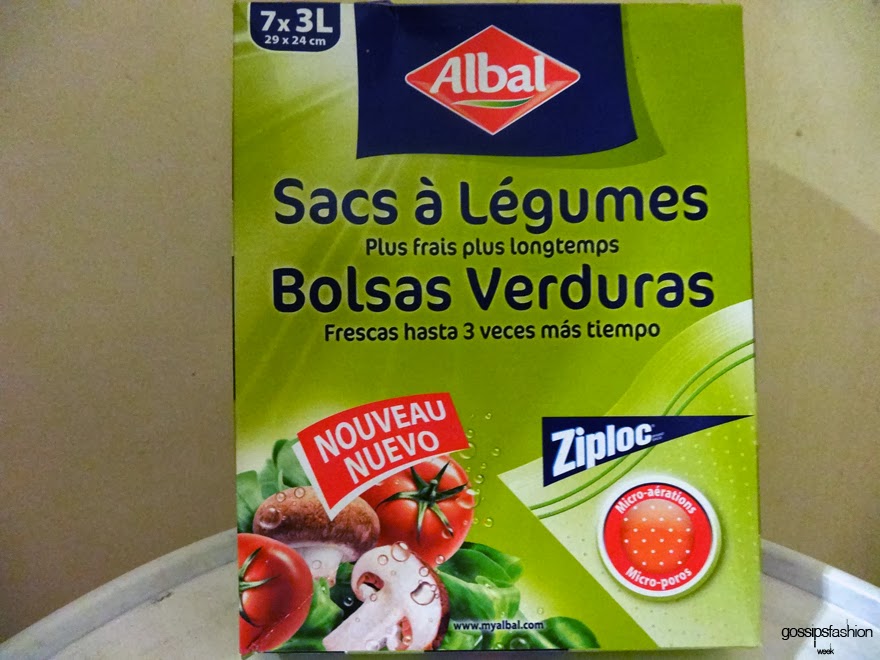 7 x 3L
29 x 24 cm
Albal
Sacs à Légumes
Plus frais plus longtemps
Bolsas Verduras
Frescas hasta 3 veces más tiempo
NOUVEAU
NUEVO
Ziploc
Micro-aérations
Micro-poros
www.myalbal.com
gossipsfashion
week